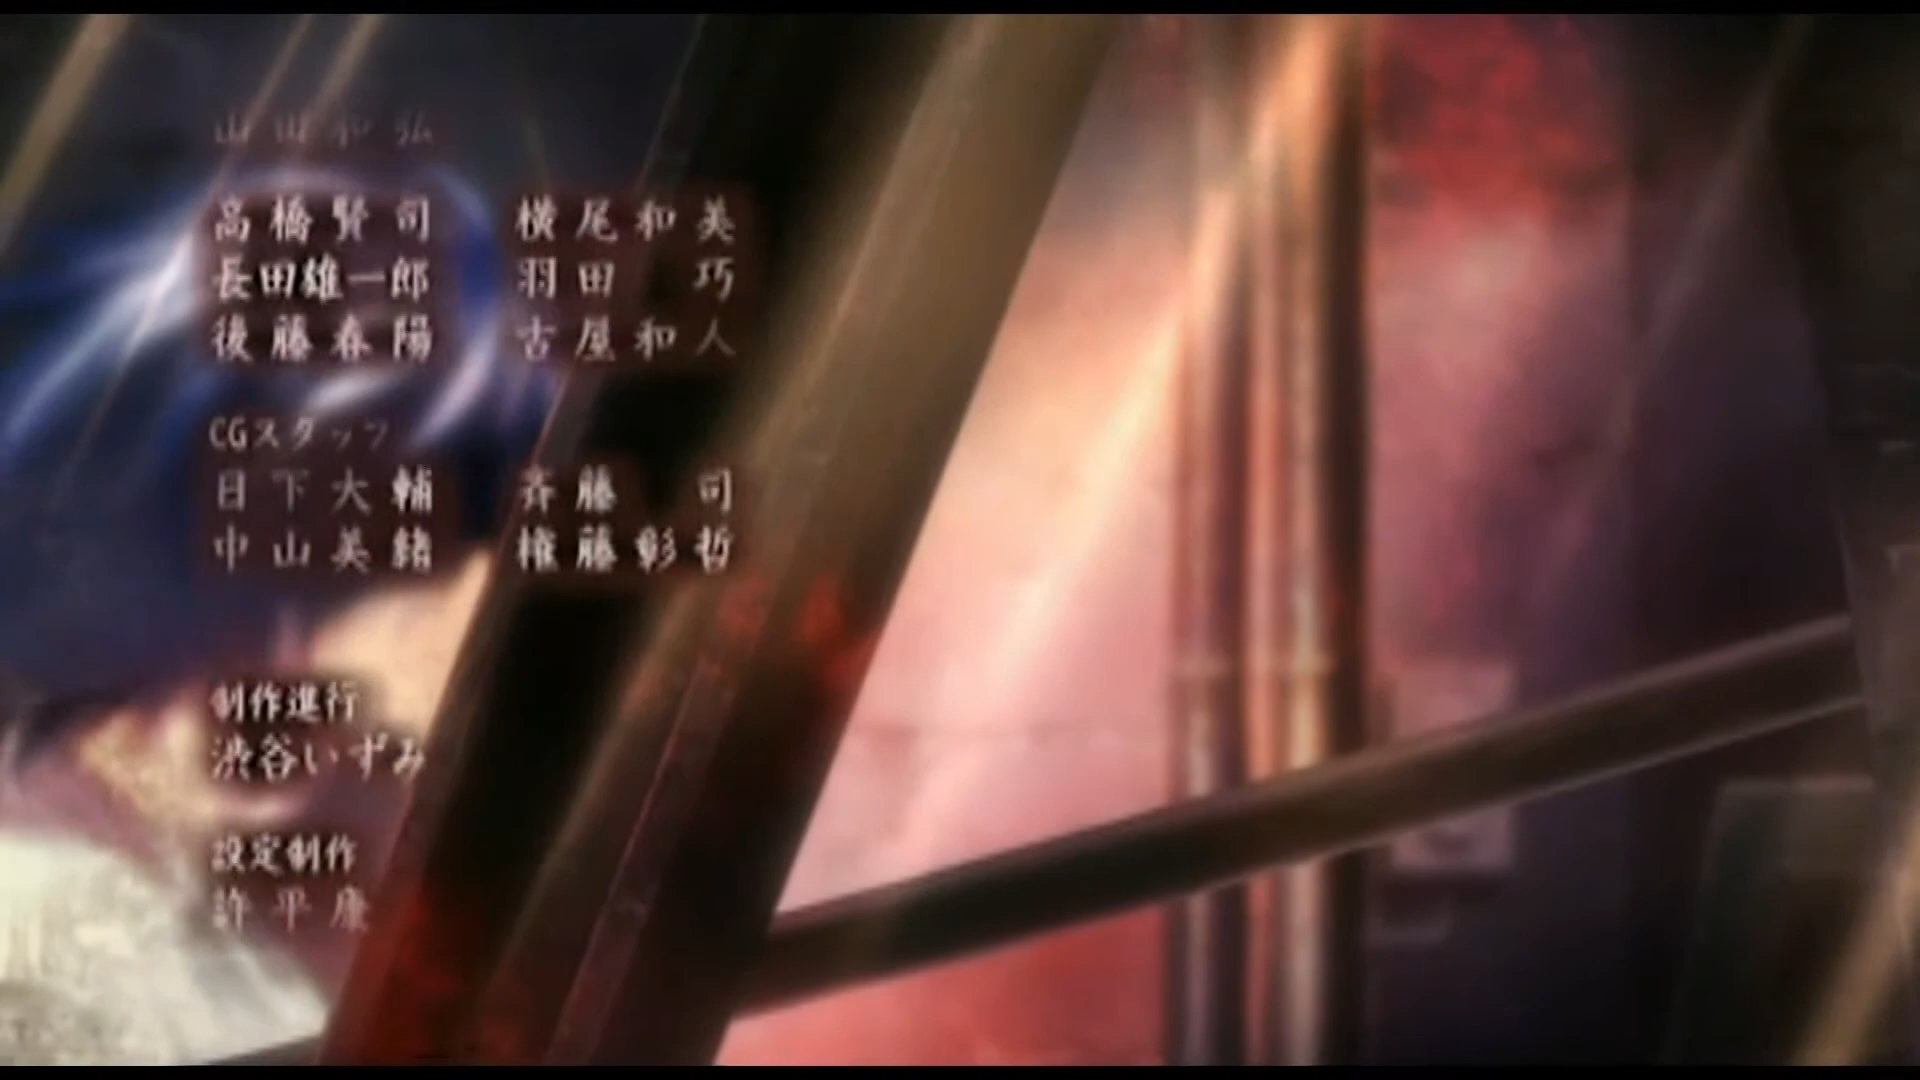 山田和弘
高橋賢司 横尾和美
長田雄一郎 羽田 巧
後藤春陽 古屋和人
CGスタッフ
日下大輔 斉藤 司
中山美緒 権藤彰哲
制作進行
渋谷いずみ
設定制作
許平康